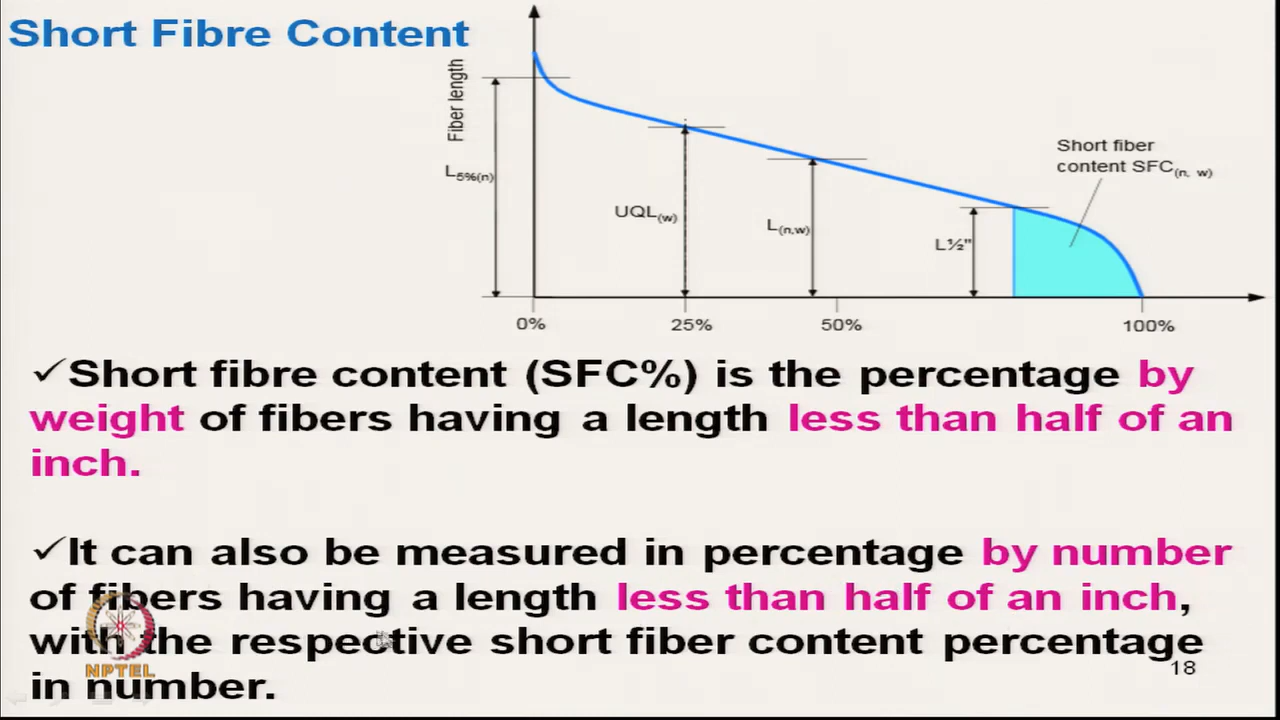 Short Fibre Content
Fiber length
L5%(n)
UQL(w)
L(n,w)
L½"
Short fiber
content SFC(n, w)
0%
25%
50%
100%
✓Short fibre content (SFC%) is the percentage by
weight of fibers having a length less than half of an
inch.
✓It can also be measured in percentage by number
of fibers having a length less than half of an inch,
with the respective short fiber content percentage
in number.
NPTEL
18